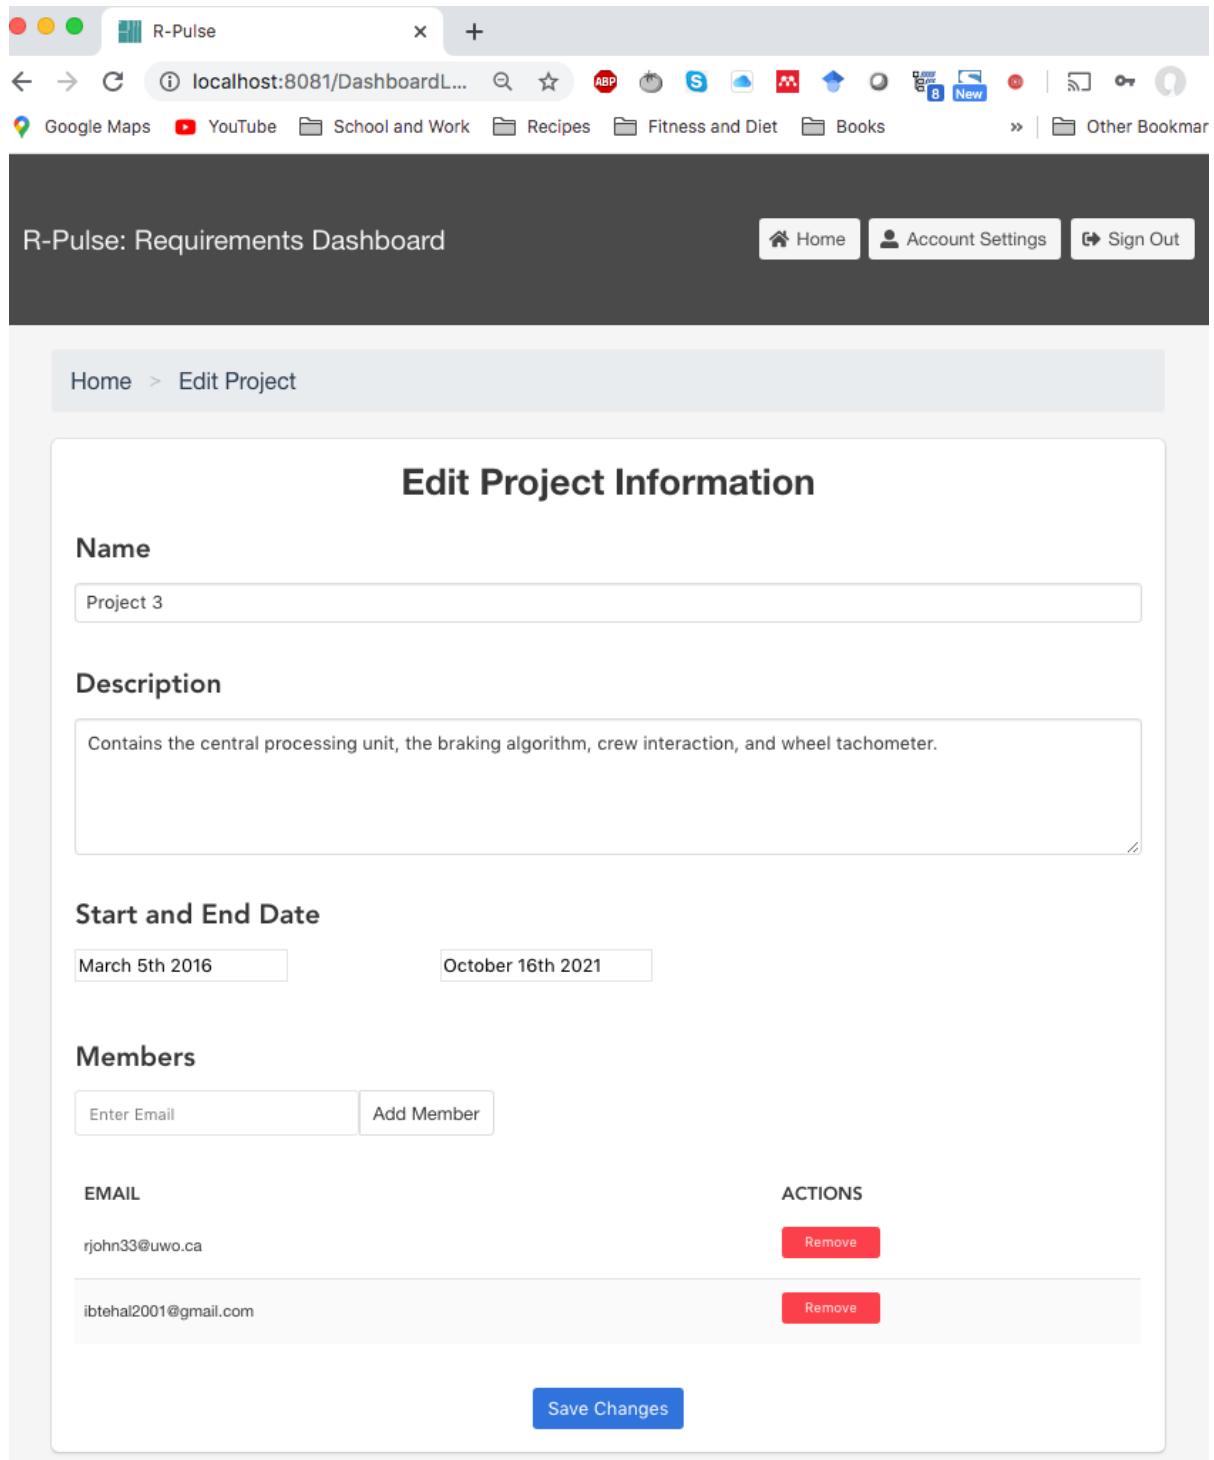 R-Pulse
localhost:8081/DashboardL...
ABP
S
8
New
Google Maps YouTube School and Work Recipes Fitness and Diet Books » Other Bookmar
R-Pulse: Requirements Dashboard Home Account Settings Sign Out
Home > Edit Project
Edit Project Information
Name
Project 3
Description
Contains the central processing unit, the braking algorithm, crew interaction, and wheel tachometer.
Start and End Date
March 5th 2016 October 16th 2021
Members
Enter Email Add Member
EMAIL ACTIONS
rjohn33@uwo.ca Remove
ibtehal2001@gmail.com Remove
Save Changes